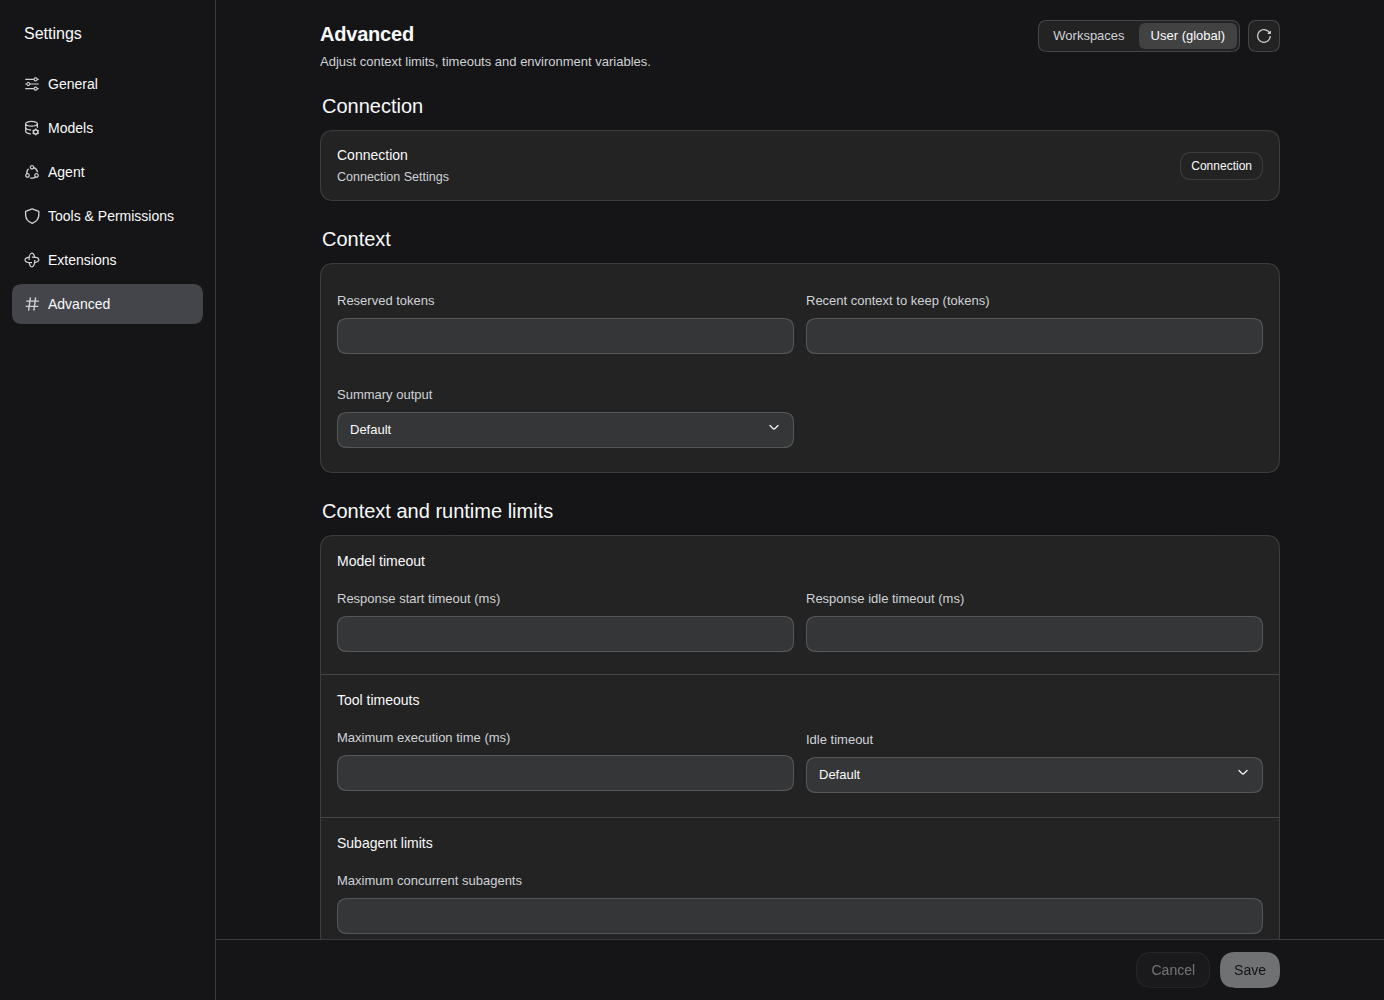 Settings
General
Models
Agent
Tools & Permissions
Extensions
Advanced
Advanced
Adjust context limits, timeouts and environment variables.
Workspaces
User (global)
Connection
Connection
Connection Settings
Connection
Context
Reserved tokens
Recent context to keep (tokens)
Summary output
Default
Context and runtime limits
Model timeout
Response start timeout (ms)
Response idle timeout (ms)
Tool timeouts
Maximum execution time (ms)
Idle timeout
Default
Subagent limits
Maximum concurrent subagents
Cancel
Save